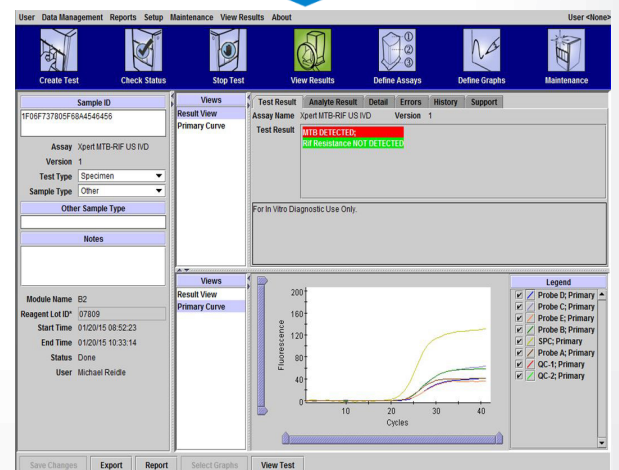 User Data Management Reports Setup Maintenance View Results About User <None>
Create Test Check Status Stop Test View Results Define Assays Define Graphs Maintenance
Sample ID
1F06F737805F68A4546456
Assay Xpert MTB-RIF US IVD
Version 1
Test Type Specimen
Sample Type Other
Other Sample Type
Notes
Module Name B2
Reagent Lot ID* 07809
Start Time 01/20/15 08:52:23
End Time 01/20/15 10:33:14
Status Done
User Michael Reidle
Views
Result View
Primary Curve
Test Result Analyte Result Detail Errors History Support
Assay Name Xpert MTB-RIF US IVD Version 1
Test Result MTB DETECTED;
Rif Resistance NOT DETECTED
For In Vitro Diagnostic Use Only.
Views
Result View
Primary Curve
200
160
120
80
40
0
Fluorescence
10 20 30 40
Cycles
Legend
Probe D; Primary
Probe C; Primary
Probe E; Primary
Probe B; Primary
SPC; Primary
Probe A; Primary
QC-1; Primary
QC-2; Primary
Save Changes Export Report Select Graphs View Test